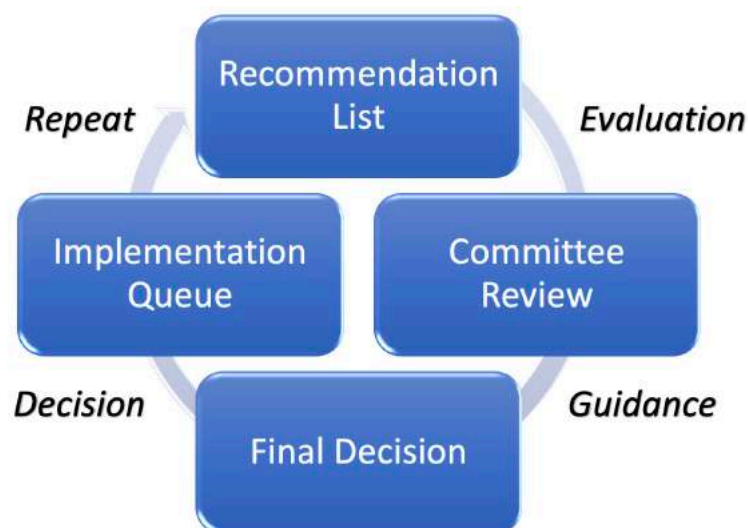 Recommendation
List
Repeat
Evaluation
Implementation
Queue
Committee
Review
Decision
Guidance
Final Decision